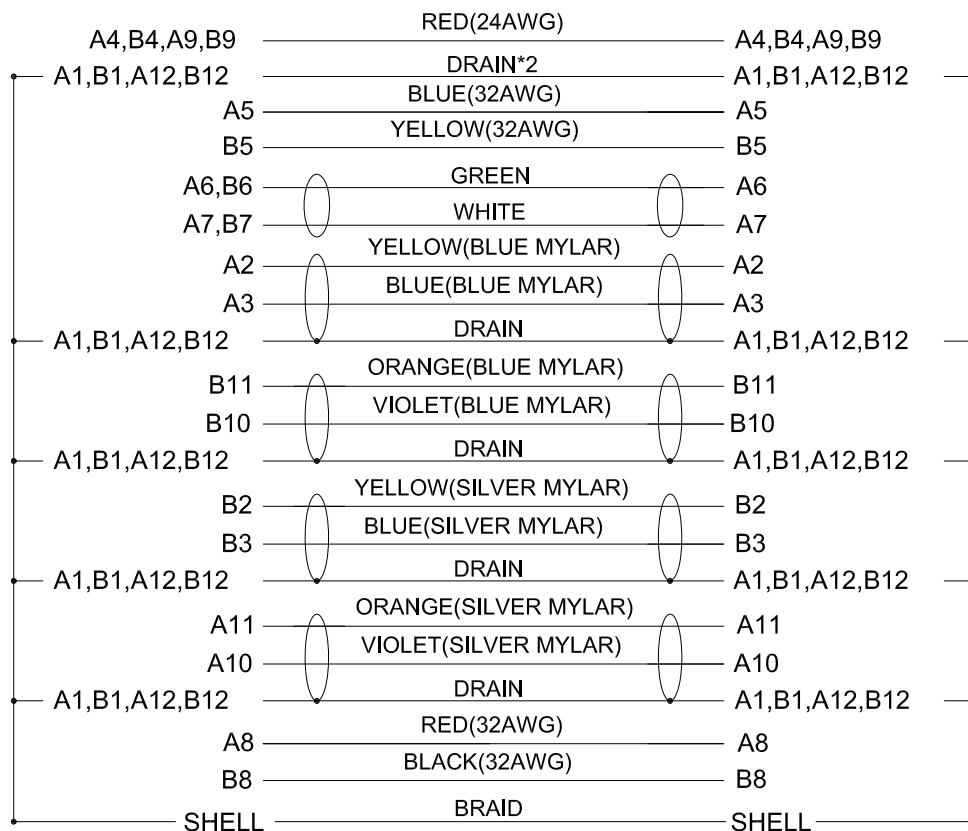 RED(24AWG)
A4,B4,A9,B9 A4,B4,A9,B9
DRAIN*2
A1,B1,A12,B12 A1,B1,A12,B12
BLUE(32AWG)
A5 A5
YELLOW(32AWG)
B5 B5
GREEN
A6,B6 A6
WHITE
A7,B7 A7
YELLOW(BLUE MYLAR)
A2 A2
BLUE(BLUE MYLAR)
A3 A3
DRAIN
A1,B1,A12,B12 A1,B1,A12,B12
ORANGE(BLUE MYLAR)
B11 B11
VIOLET(BLUE MYLAR)
B10 B10
DRAIN
A1,B1,A12,B12 A1,B1,A12,B12
YELLOW(SILVER MYLAR)
B2 B2
BLUE(SILVER MYLAR)
B3 B3
DRAIN
A1,B1,A12,B12 A1,B1,A12,B12
ORANGE(SILVER MYLAR)
A11 A11
VIOLET(SILVER MYLAR)
A10 A10
DRAIN
A1,B1,A12,B12 A1,B1,A12,B12
RED(32AWG)
A8 A8
BLACK(32AWG)
B8 B8
BRAID
SHELL SHELL